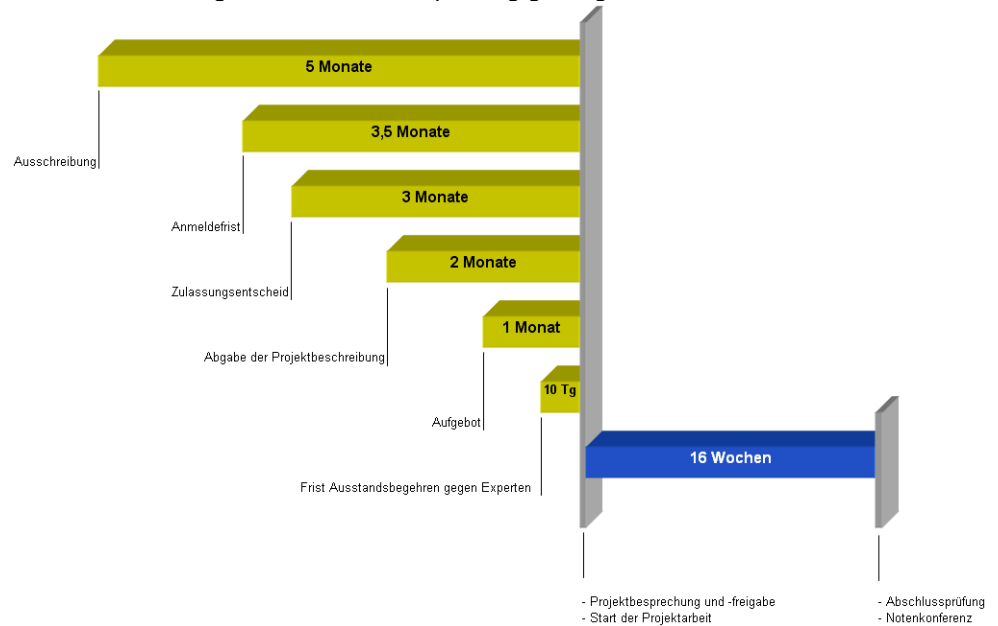 5 Monate
Ausschreibung
3,5 Monate
Anmeldefrist
3 Monate
Zulassungsentscheid
2 Monate
Abgabe der Projektbeschreibung
1 Monat
Aufgebot
10 Tg
Frist Ausstandsbegehren gegen Experten
16 Wochen
- Projektbesprechung und -freigabe
- Start der Projektarbeit
- Abschlussprüfung
- Notenkonferenz